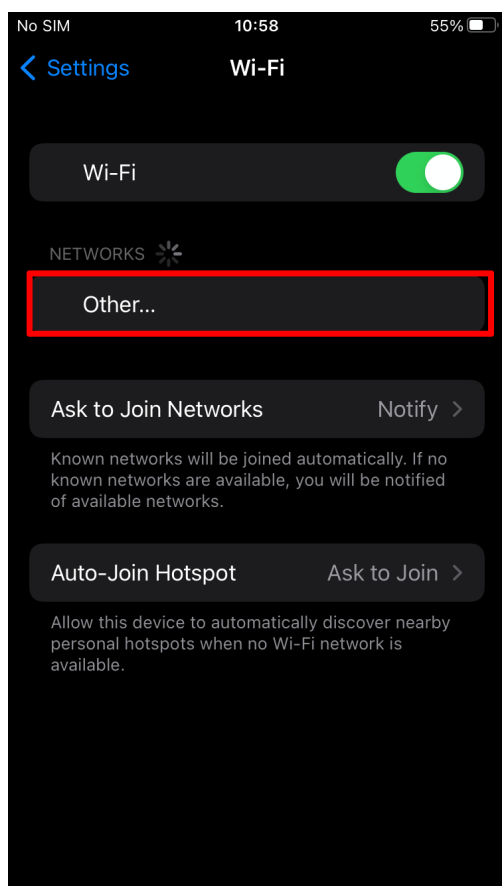 No SIM 10:58 55%
Settings Wi-Fi
Wi-Fi
NETWORKS
Other...
Ask to Join Networks Notify
Known networks will be joined automatically. If no
known networks are available, you will be notified
of available networks.
Auto-Join Hotspot Ask to Join
Allow this device to automatically discover nearby
personal hotspots when no Wi-Fi network is
available.